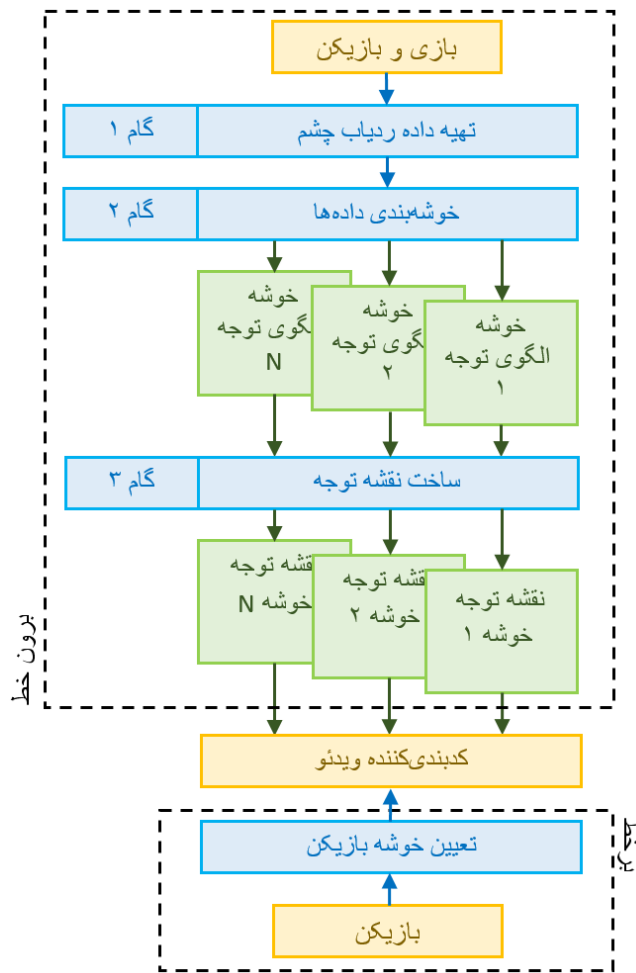 بازی و بازیکن
تهیه داده ردیاب چشم
گام ۱
خوشه‌بندی داده‌ها
گام ۲
خوشه
الگوی توجه
۱
خوشه
الگوی توجه
۲
خوشه
الگوی توجه
N
ساخت نقشه توجه
گام ۳
نقشه توجه
خوشه ۱
نقشه توجه
خوشه ۲
نقشه توجه
خوشه N
برون خط
کدبندی‌کننده ویدئو
تعیین خوشه بازیکن
بازیکن
برخط